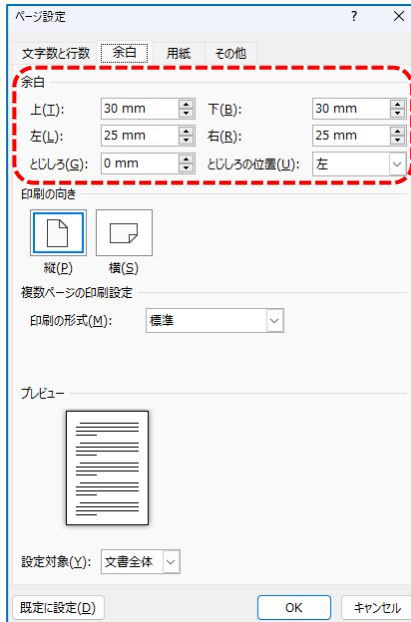 ページ設定 ? ×
文字数と行数 余白 用紙 その他
余白
上(T): 30 mm 下(B): 30 mm
左(L): 25 mm 右(R): 25 mm
とじしろ(G): 0 mm とじしろの位置(U): 左
印刷の向き
縦(P) 横(S)
複数ページの印刷設定
印刷の形式(M): 標準
プレビュー
設定対象(Y): 文書全体
既定に設定(D) OK キャンセル